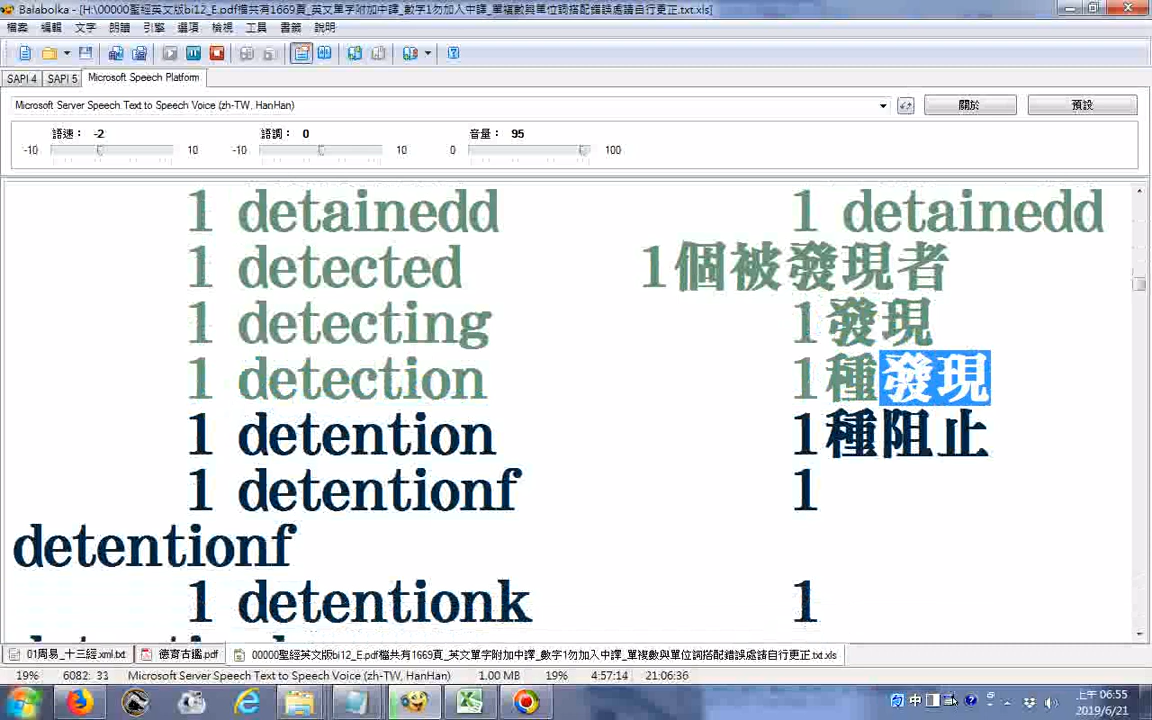 Balabolka - [H:\00000聖經英文版bi12_E.pdf檔共有1669頁_英文單字附加中譯_數字1勿加入中譯_單複數與單位詞搭配錯誤處請自行更正.txt.xls]
檔案 編輯 文字 朗讀 引擎 選項 檢視 工具 書籤 說明
SAPI 4 SAPI 5 Microsoft Speech Platform
Microsoft Server Speech Text to Speech Voice (zh-TW, HanHan) 關於 預設
語速： -2 語調： 0 音量： 95
-10 10 -10 10 0 100
1 detainedd 1 detainedd
1 detected 1個被發現者
1 detecting 1發現
1 detection 1種發現
1 detention 1種阻止
1 detentionf 1
detentionf
1 detentionk 1
01周易_十三經.xml.txt 德育古鑑.pdf 00000聖經英文版bi12_E.pdf檔共有1669頁_英文單字附加中譯_數字1勿加入中譯_單複數與單位詞搭配錯誤處請自行更正.txt.xls
19% 6082: 33 Microsoft Server Speech Text to Speech Voice (zh-TW, HanHan) 1.00 MB 19% 4:57:14 21:06:36
中
上午 06:55
2019/6/21